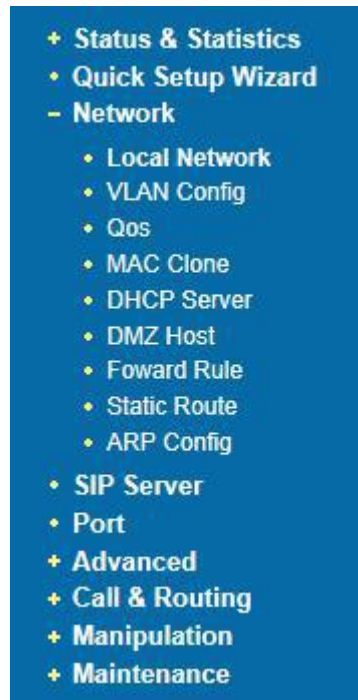 + Status & Statistics
• Quick Setup Wizard
– Network
• Local Network
• VLAN Config
• Qos
• MAC Clone
• DHCP Server
• DMZ Host
• Foward Rule
• Static Route
• ARP Config
• SIP Server
• Port
+ Advanced
+ Call & Routing
+ Manipulation
+ Maintenance